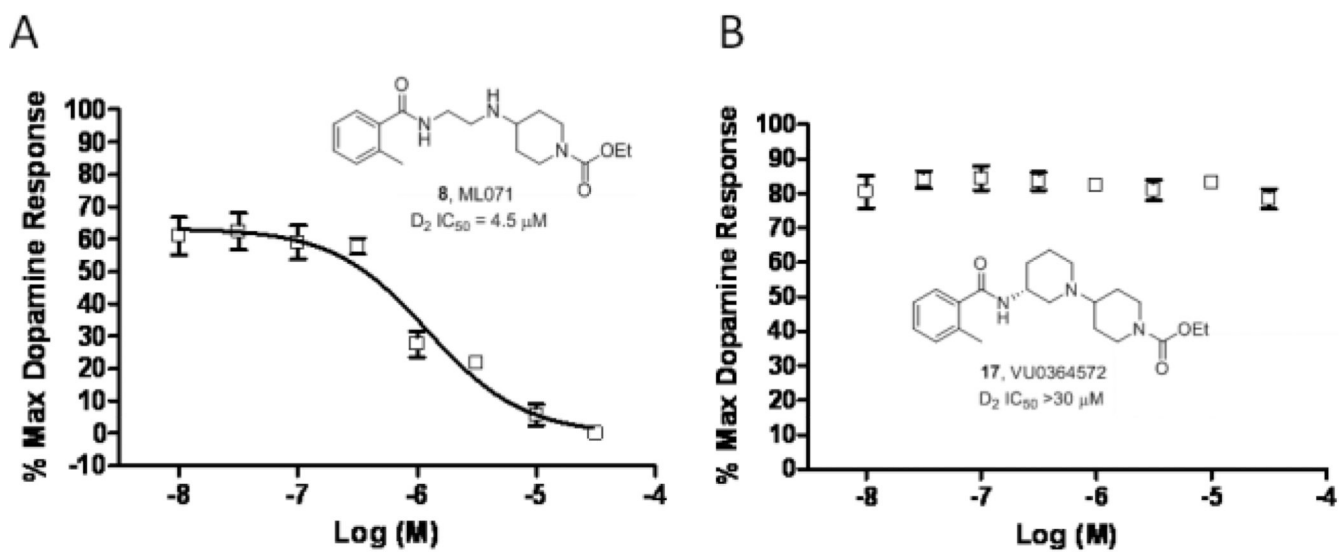 A
% Max Dopamine Response
100
90
80
70
60
50
40
30
20
10
0
-10
-8
-7
-6
-5
-4
Log (M)
O
N
H
H
N
N
OEt
O
8, ML071
D₂ IC₅₀ = 4.5 μM
B
% Max Dopamine Response
100
90
80
70
60
50
40
30
20
10
0
-8
-7
-6
-5
-4
Log (M)
O
N
H
N
N
OEt
O
17, VU0364572
D₂ IC₅₀ >30 μM